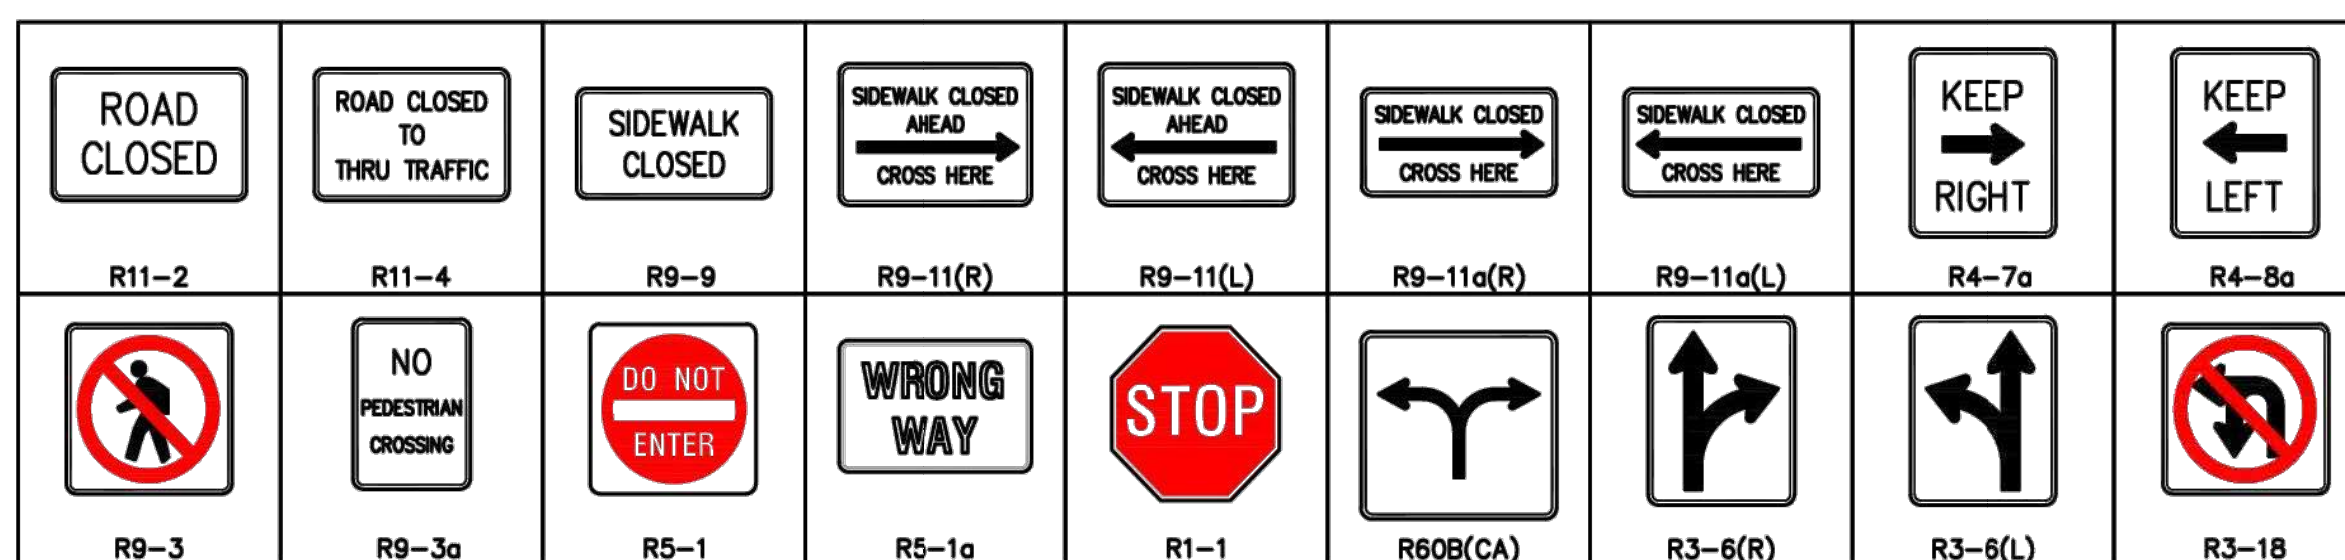 ROAD
CLOSED
R11-2
ROAD CLOSED
TO
THRU TRAFFIC
R11-4
SIDEWALK
CLOSED
R9-9
SIDEWALK CLOSED
AHEAD
CROSS HERE
R9-11(R)
SIDEWALK CLOSED
AHEAD
CROSS HERE
R9-11(L)
SIDEWALK CLOSED
CROSS HERE
R9-11a(R)
SIDEWALK CLOSED
CROSS HERE
R9-11a(L)
KEEP
RIGHT
R4-7a
KEEP
LEFT
R4-8a
R9-3
NO
PEDESTRIAN
CROSSING
R9-3a
DO NOT
ENTER
R5-1
WRONG
WAY
R5-1a
STOP
R1-1
R60B(CA)
R3-6(R)
R3-6(L)
R3-18